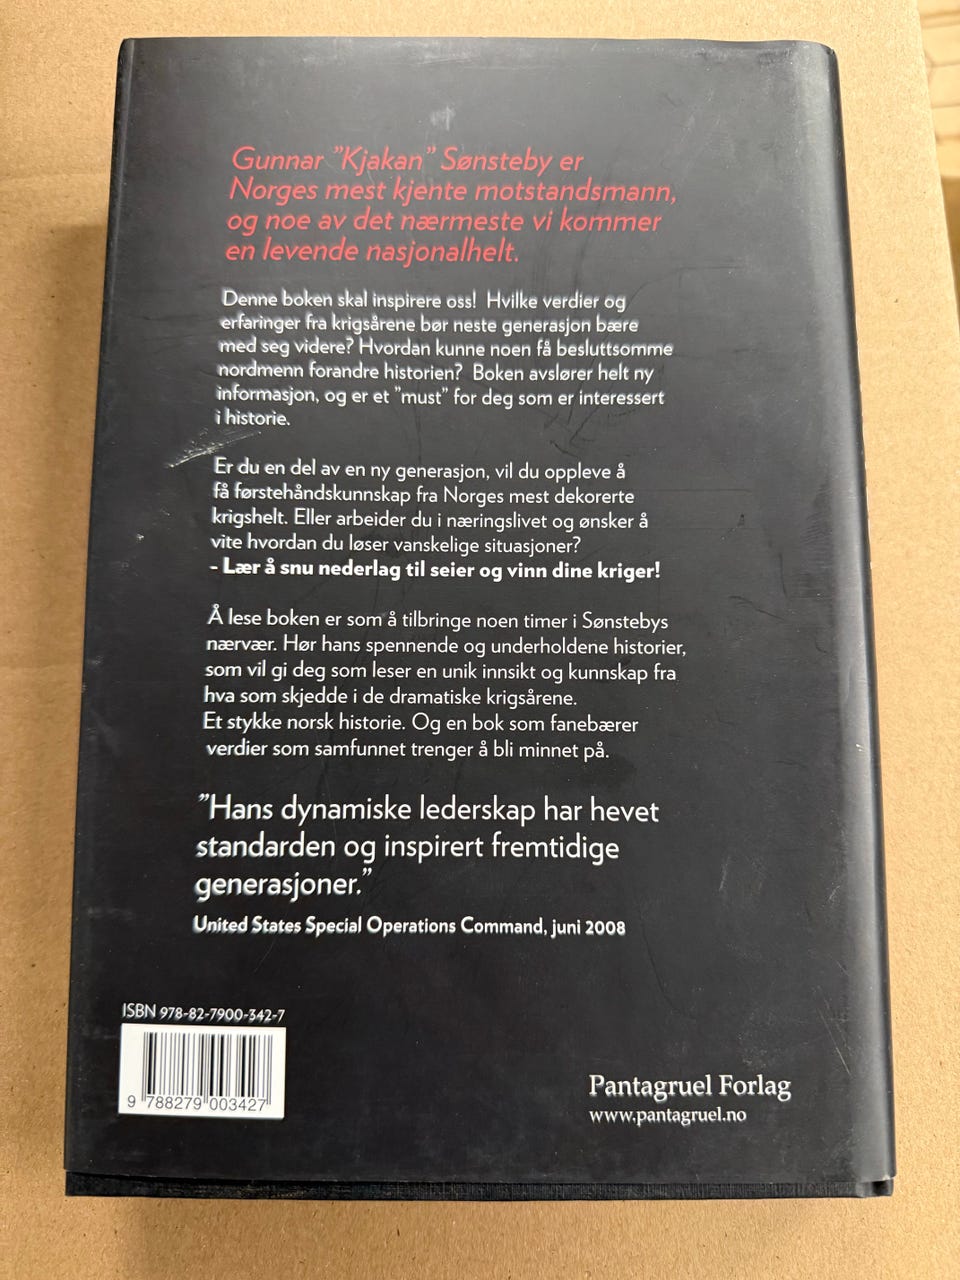 Gunnar ”Kjakan” Sønsteby er
Norges mest kjente motstandsmann,
og noe av det nærmeste vi kommer
en levende nasjonalhelt.
Denne boken skal inspirere oss! Hvilke verdier og
erfaringer fra krigsårene bør neste generasjon bære
med seg videre? Hvordan kunne noen få besluttsomme
nordmenn forandre historien? Boken avslører helt ny
informasjon, og er et ”must” for deg som er interessert
i historie.
Er du en del av en ny generasjon, vil du oppleve å
få førstehåndskunnskap fra Norges mest dekorerte
krigshelt. Eller arbeider du i næringslivet og ønsker å
vite hvordan du løser vanskelige situasjoner?
- Lær å snu nederlag til seier og vinn dine kriger!
Å lese boken er som å tilbringe noen timer i Sønstebys
nærvær. Hør hans spennende og underholdene historier,
som vil gi deg som leser en unik innsikt og kunnskap fra
hva som skjedde i de dramatiske krigsårene.
Et stykke norsk historie. Og en bok som fanebærer
verdier som samfunnet trenger å bli minnet på.
”Hans dynamiske lederskap har hevet
standarden og inspirert fremtidige
generasjoner.”
United States Special Operations Command, juni 2008
ISBN 978-82-7900-342-7
9 788279 003427
Pantagruel Forlag
www.pantagruel.no